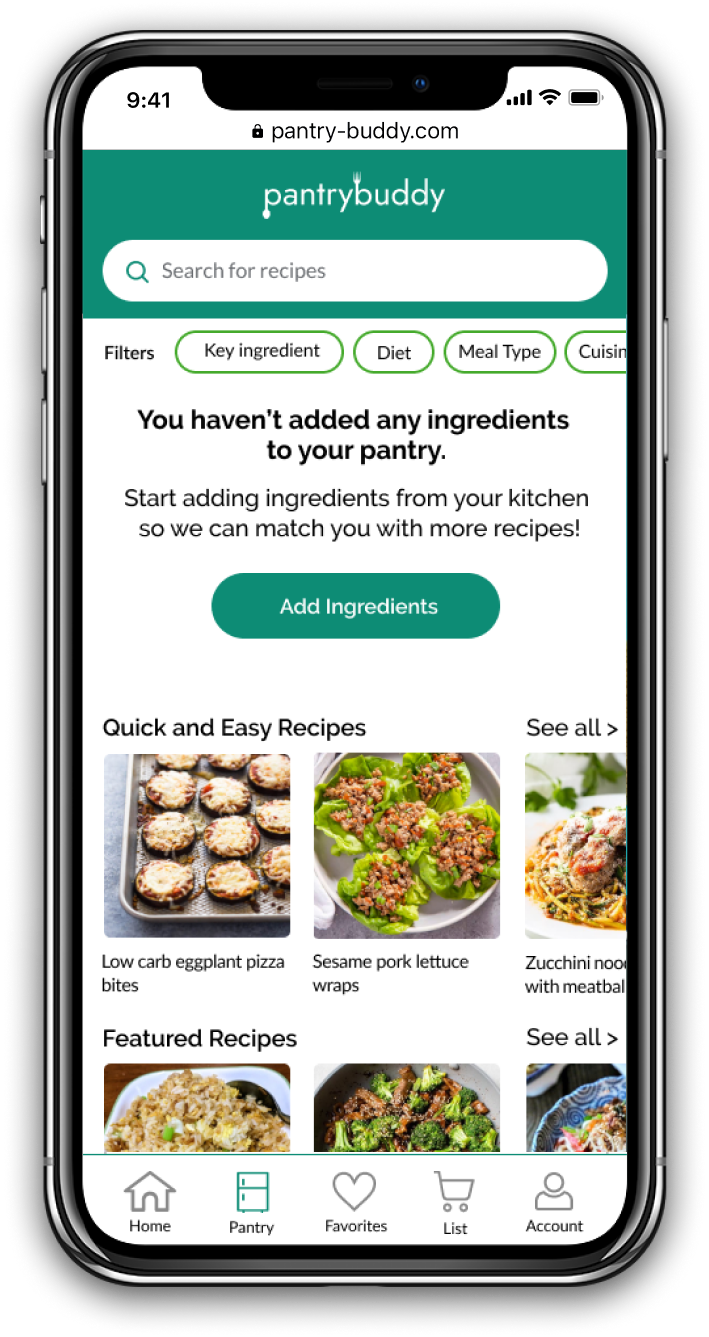 9:41
pantry-buddy.com
pantrybuddy
Search for recipes
Filters Key ingredient Diet Meal Type Cuisin
You haven’t added any ingredients
to your pantry.
Start adding ingredients from your kitchen
so we can match you with more recipes!
Add Ingredients
Quick and Easy Recipes See all >
Low carb eggplant pizza
bites
Sesame pork lettuce
wraps
Zucchini nood
with meatbal
Featured Recipes See all >
Home Pantry Favorites List Account